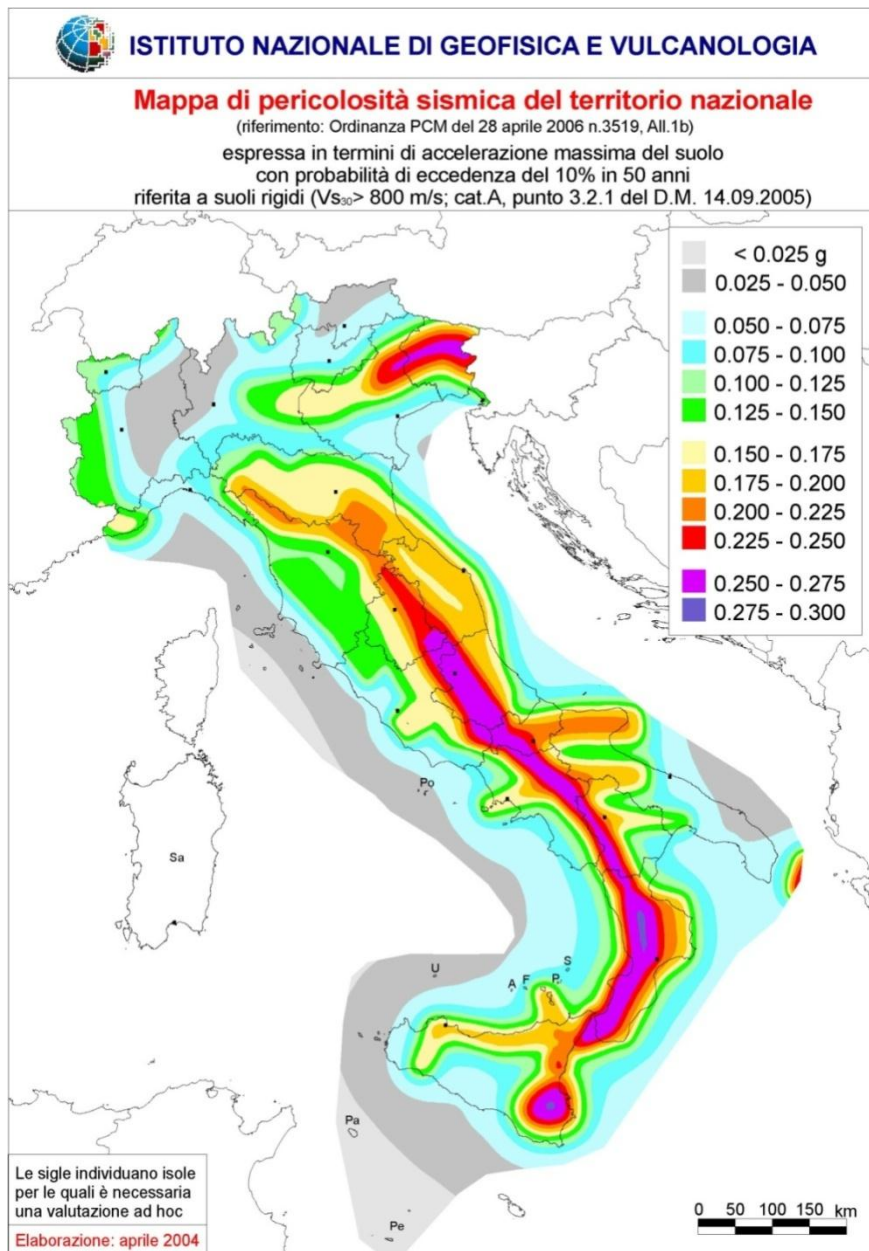 ISTITUTO NAZIONALE DI GEOFISICA E VULCANOLOGIA
Mappa di pericolosità sismica del territorio nazionale
(riferimento: Ordinanza PCM del 28 aprile 2006 n.3519, All.1b)
espressa in termini di accelerazione massima del suolo
con probabilità di eccedenza del 10% in 50 anni
riferita a suoli rigidi (Vs₃₀> 800 m/s; cat.A, punto 3.2.1 del D.M. 14.09.2005)
< 0.025 g
0.025 - 0.050
0.050 - 0.075
0.075 - 0.100
0.100 - 0.125
0.125 - 0.150
0.150 - 0.175
0.175 - 0.200
0.200 - 0.225
0.225 - 0.250
0.250 - 0.275
0.275 - 0.300
Po
Sa
U
A
F
P
S
Pa
Pe
Le sigle individuano isole
per le quali è necessaria
una valutazione ad hoc
Elaborazione: aprile 2004
0 50 100 150 km